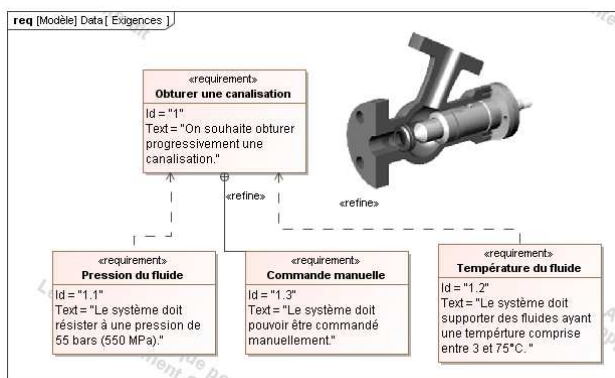 req [Modèle] Data [ Exigences ]
«requirement»
Obturer une canalisation
Id = "1"
Text = "On souhaite obturer
progressivement une
canalisation."
«refine»
«refine»
«requirement»
Pression du fluide
Id = "1.1"
Text = "Le système doit
résister à une pression de
55 bars (550 MPa)."
«requirement»
Commande manuelle
Id = "1.3"
Text = "Le système doit
pouvoir être commandé
manuellement."
«requirement»
Température du fluide
Id = "1.2"
Text = "Le système doit
supporter des fluides ayant
une tempérture comprise
entre 3 et 75°C. "